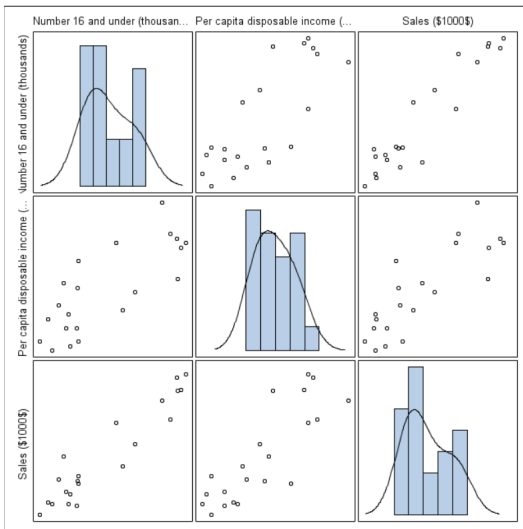 Number 16 and under (thousan...
Per capita disposable income (...
Sales ($1000$)
Number 16 and under (thousands)
Per capita disposable income (...
Sales ($1000$)